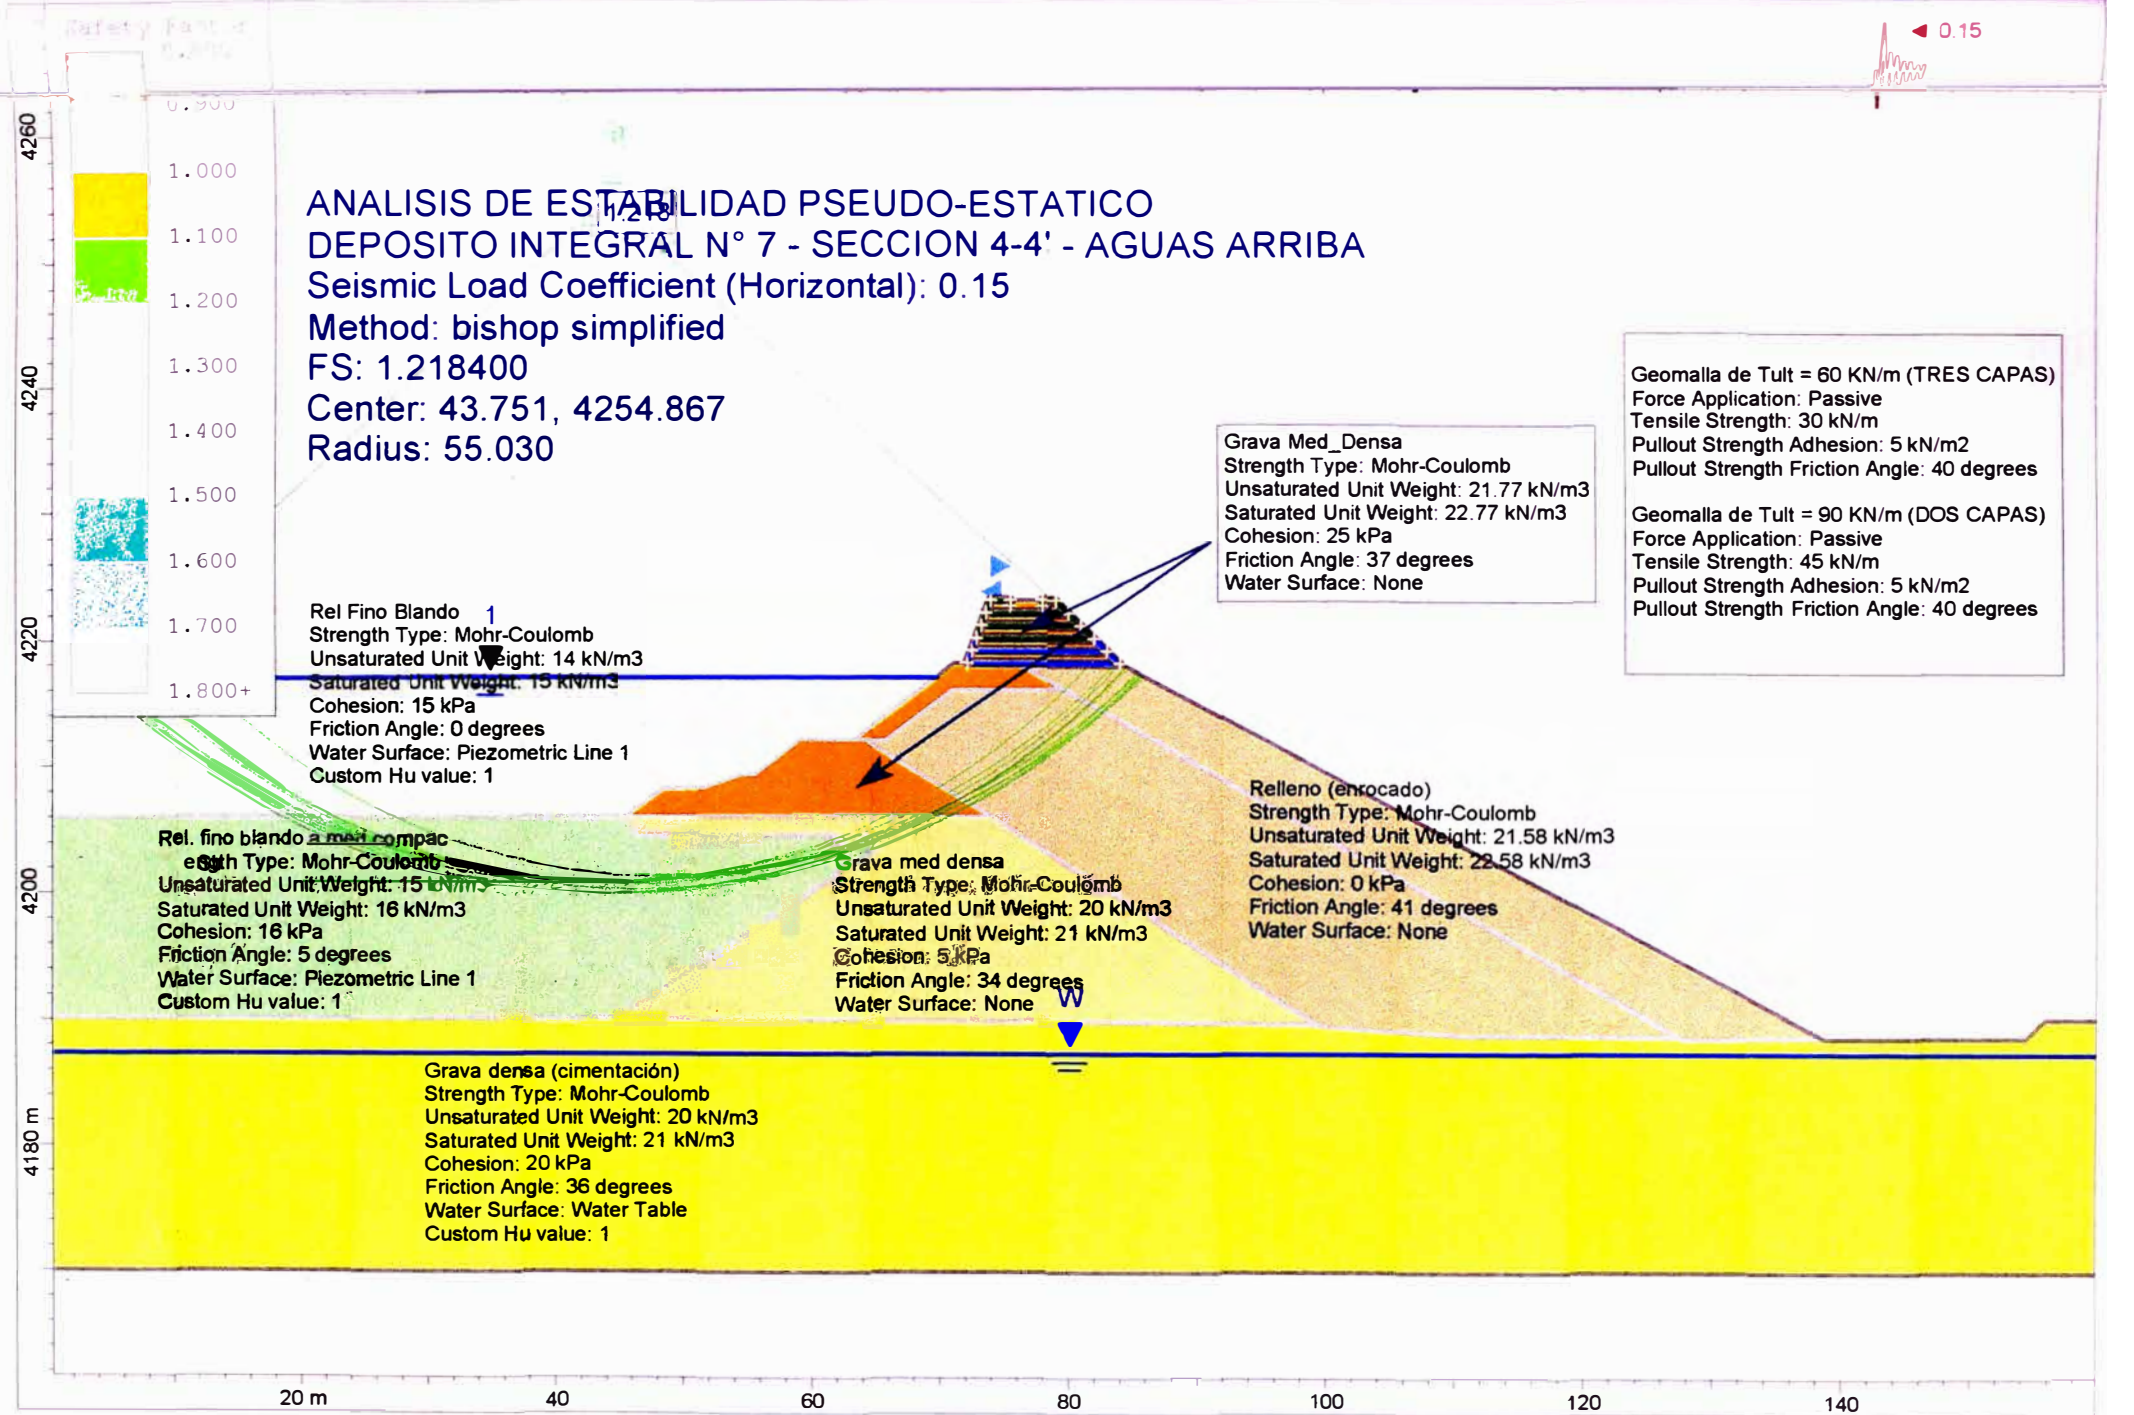 Safety Factor
0.15
0.900
1.000
1.100
1.200
1.300
1.400
1.500
1.600
1.700
1.800+
4260
4240
4220
4200
4180 m
1.218
ANALISIS DE ESTABILIDAD PSEUDO-ESTATICO
DEPOSITO INTEGRAL N° 7 - SECCION 4-4' - AGUAS ARRIBA
Seismic Load Coefficient (Horizontal): 0.15
Method: bishop simplified
FS: 1.218400
Center: 43.751, 4254.867
Radius: 55.030
Geomalla de Tult = 60 KN/m (TRES CAPAS)
Force Application: Passive
Tensile Strength: 30 kN/m
Pullout Strength Adhesion: 5 kN/m2
Pullout Strength Friction Angle: 40 degrees
Geomalla de Tult = 90 KN/m (DOS CAPAS)
Force Application: Passive
Tensile Strength: 45 kN/m
Pullout Strength Adhesion: 5 kN/m2
Pullout Strength Friction Angle: 40 degrees
Grava Med_Densa
Strength Type: Mohr-Coulomb
Unsaturated Unit Weight: 21.77 kN/m3
Saturated Unit Weight: 22.77 kN/m3
Cohesion: 25 kPa
Friction Angle: 37 degrees
Water Surface: None
Rel Fino Blando
1
Strength Type: Mohr-Coulomb
Unsaturated Unit Weight: 14 kN/m3
Saturated Unit Weight: 15 kN/m3
Cohesion: 15 kPa
Friction Angle: 0 degrees
Water Surface: Piezometric Line 1
Custom Hu value: 1
Rel. fino blando a med compac
Type: Mohr-Coulomb
Unsaturated Unit Weight: 15 kN/m3
Saturated Unit Weight: 16 kN/m3
Cohesion: 16 kPa
Friction Angle: 5 degrees
Water Surface: Piezometric Line 1
Custom Hu value: 1
Grava med densa
Strength Type: Mohr-Coulomb
Unsaturated Unit Weight: 20 kN/m3
Saturated Unit Weight: 21 kN/m3
Cohesion: 5 kPa
Friction Angle: 34 degrees
Water Surface: None
W
Relleno (enrocado)
Strength Type: Mohr-Coulomb
Unsaturated Unit Weight: 21.58 kN/m3
Saturated Unit Weight: 22.58 kN/m3
Cohesion: 0 kPa
Friction Angle: 41 degrees
Water Surface: None
Grava densa (cimentación)
Strength Type: Mohr-Coulomb
Unsaturated Unit Weight: 20 kN/m3
Saturated Unit Weight: 21 kN/m3
Cohesion: 20 kPa
Friction Angle: 36 degrees
Water Surface: Water Table
Custom Hu value: 1
20 m
40
60
80
100
120
140